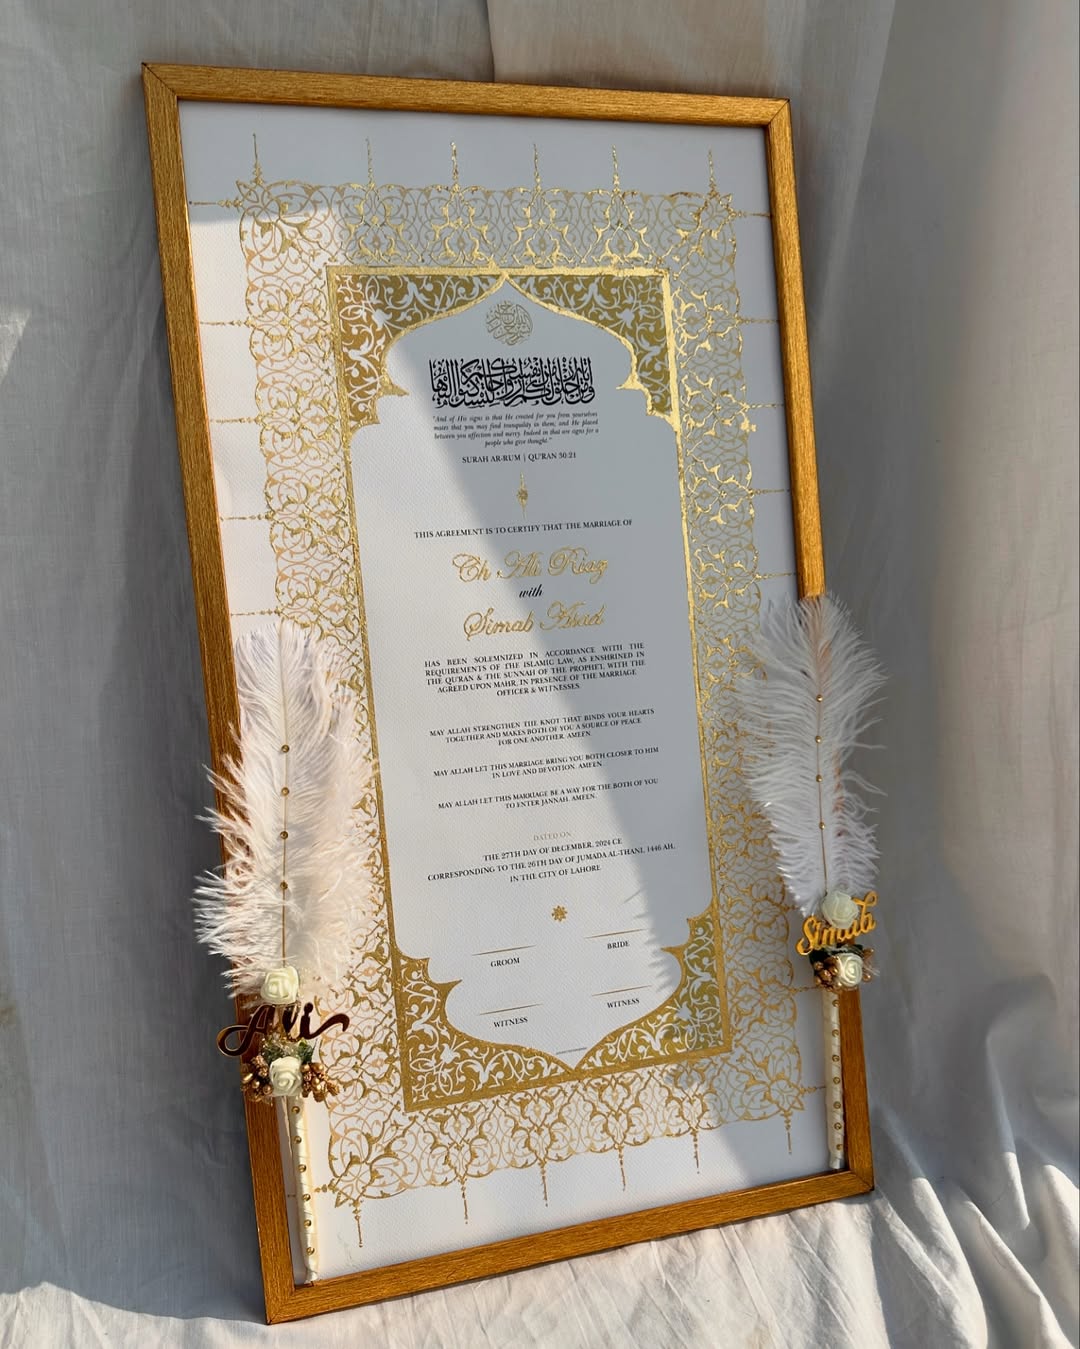 وَمِنْ آيَاتِهِ أَنْ خَلَقَ لَكُم مِّنْ أَنفُسِكُمْ أَزْوَاجًا لِّتَسْكُنُوا إِلَيْهَا
"And of His signs is that He created for you from yourselves
mates that you may find tranquility in them; and He placed
between you affection and mercy. Indeed in that are signs for a
people who give thought."
SURAH AR-RUM | QU'RAN 30:21
THIS AGREEMENT IS TO CERTIFY THAT THE MARRIAGE OF
Ch Ali Riaz
with
Simab Asad
HAS BEEN SOLEMNIZED IN ACCORDANCE WITH THE
REQUIREMENTS OF THE ISLAMIC LAW, AS ENSHRINED IN
THE QU'RAN & THE SUNNAH OF THE PROPHET, WITH THE
AGREED UPON MAHR, IN PRESENCE OF THE MARRIAGE
OFFICER & WITNESSES.
MAY ALLAH STRENGTHEN THE KNOT THAT BINDS YOUR HEARTS
TOGETHER AND MAKES BOTH OF YOU A SOURCE OF PEACE
FOR ONE ANOTHER. AMEEN.
MAY ALLAH LET THIS MARRIAGE BRING YOU BOTH CLOSER TO HIM
IN LOVE AND DEVOTION. AMEEN.
MAY ALLAH LET THIS MARRIAGE BE A WAY FOR THE BOTH OF YOU
TO ENTER JANNAH. AMEEN.
DATED ON
THE 27TH DAY OF DECEMBER, 2024 CE
CORRESPONDING TO THE 26TH DAY OF JUMADA AL-THANI, 1446 AH,
IN THE CITY OF LAHORE
GROOM
BRIDE
WITNESS
WITNESS
Ali
Simab